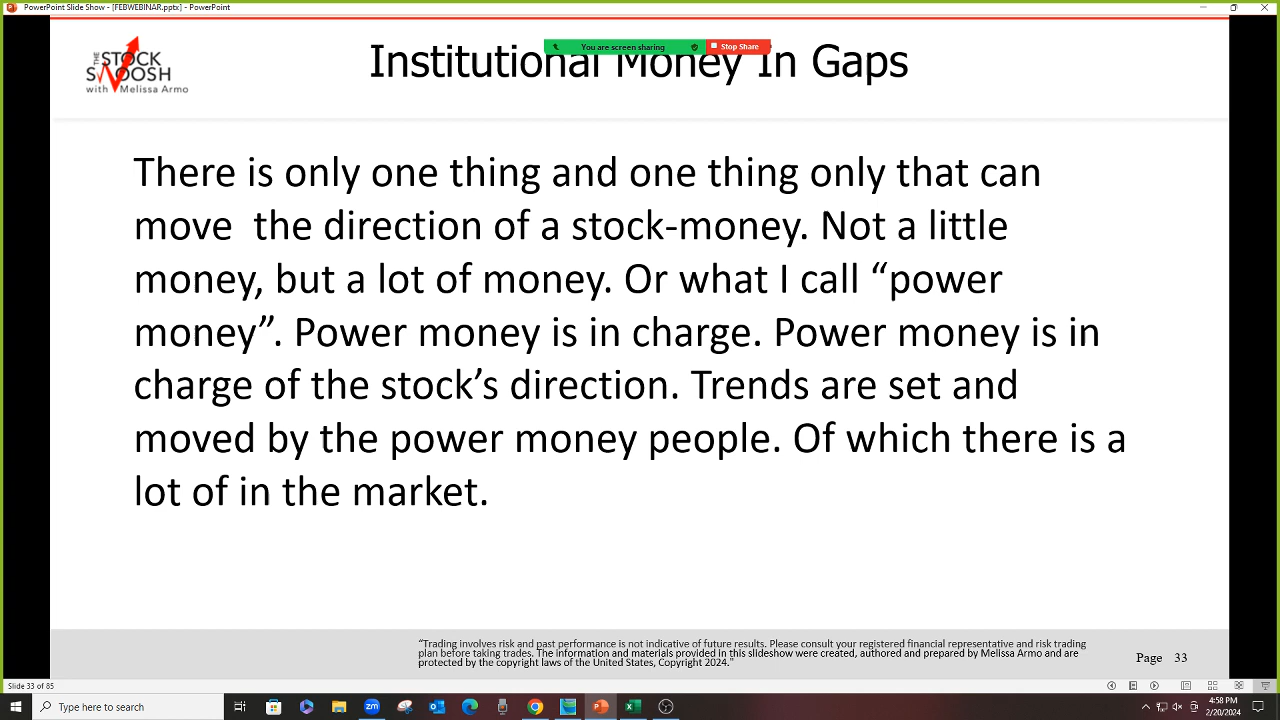 PowerPoint Slide Show - [FEBWEBINAR.pptx] - PowerPoint
You are screen sharing
Stop Share
THE
STOCK
SWOOSH
with Melissa Armo
Institutional Money In Gaps
There is only one thing and one thing only that can
move  the direction of a stock-money. Not a little
money, but a lot of money. Or what I call “power
money”. Power money is in charge. Power money is in
charge of the stock’s direction. Trends are set and
moved by the power money people. Of which there is a
lot of in the market.
“Trading involves risk and past performance is not indicative of future results. Please consult your registered financial representative and risk trading
plan before taking trades. The information and materials provided in this slideshow were created, authored and prepared by Melissa Armo and are
protected by the copyright laws of the United States, Copyright 2024.”
Page 33
Slide 33 of 85
Type here to search
4:58 PM
2/20/2024